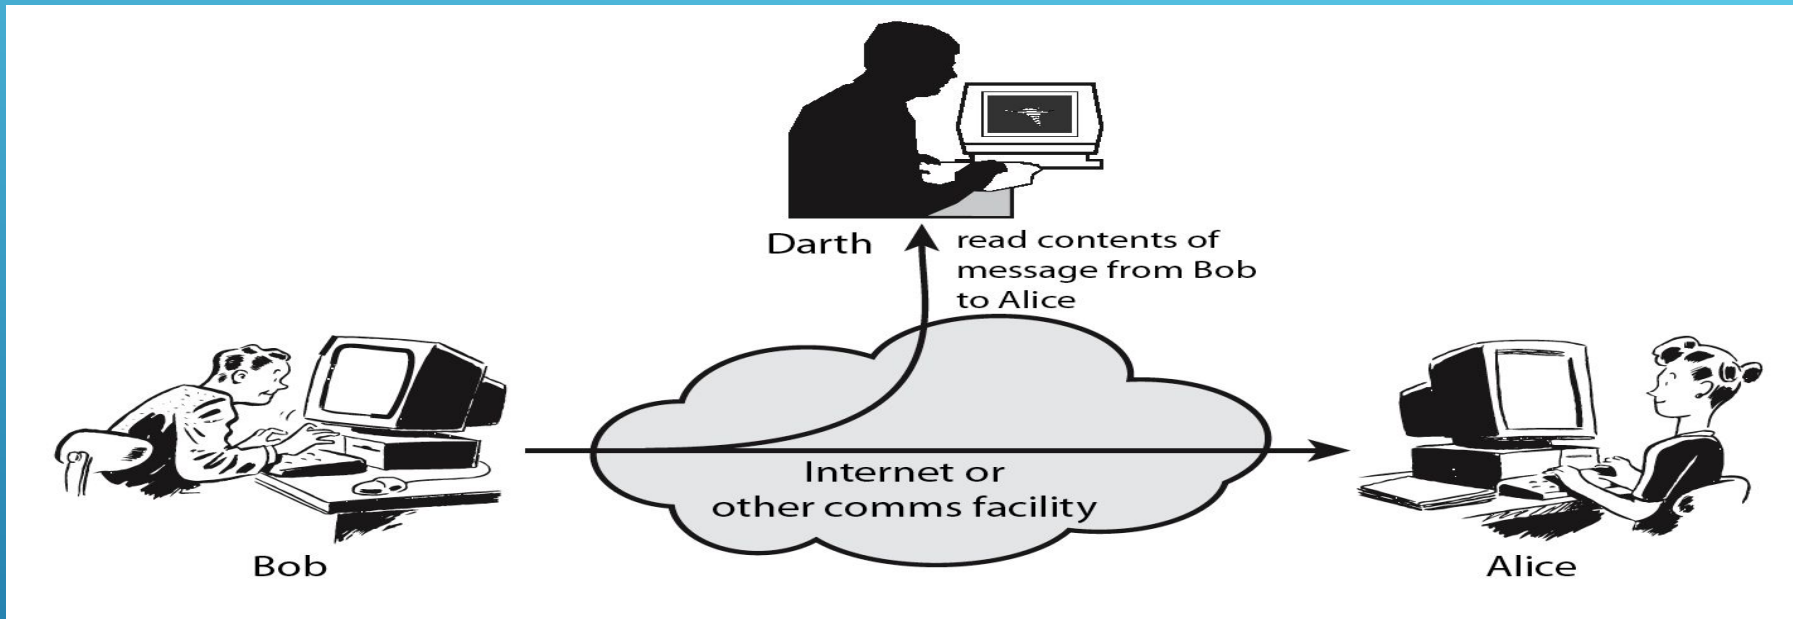 Darth
read contents of
message from Bob
to Alice
Internet or
other comms facility
Bob
Alice